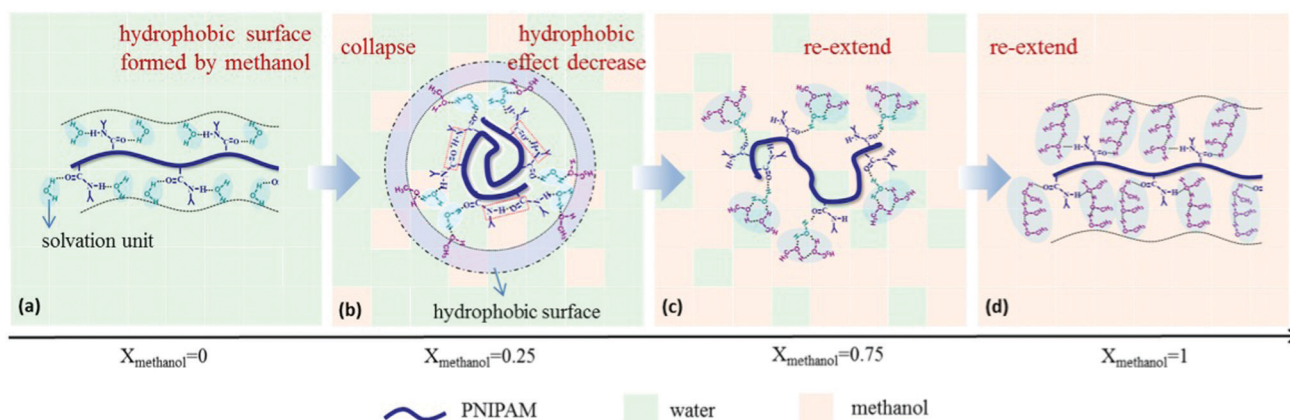 hydrophobic surface
formed by methanol
collapse
hydrophobic
effect decrease
re-extend
re-extend
solvation unit
hydrophobic surface
(a)
(b)
(c)
(d)
Xmethanol=0
Xmethanol=0.25
Xmethanol=0.75
Xmethanol=1
PNIPAM
water
methanol